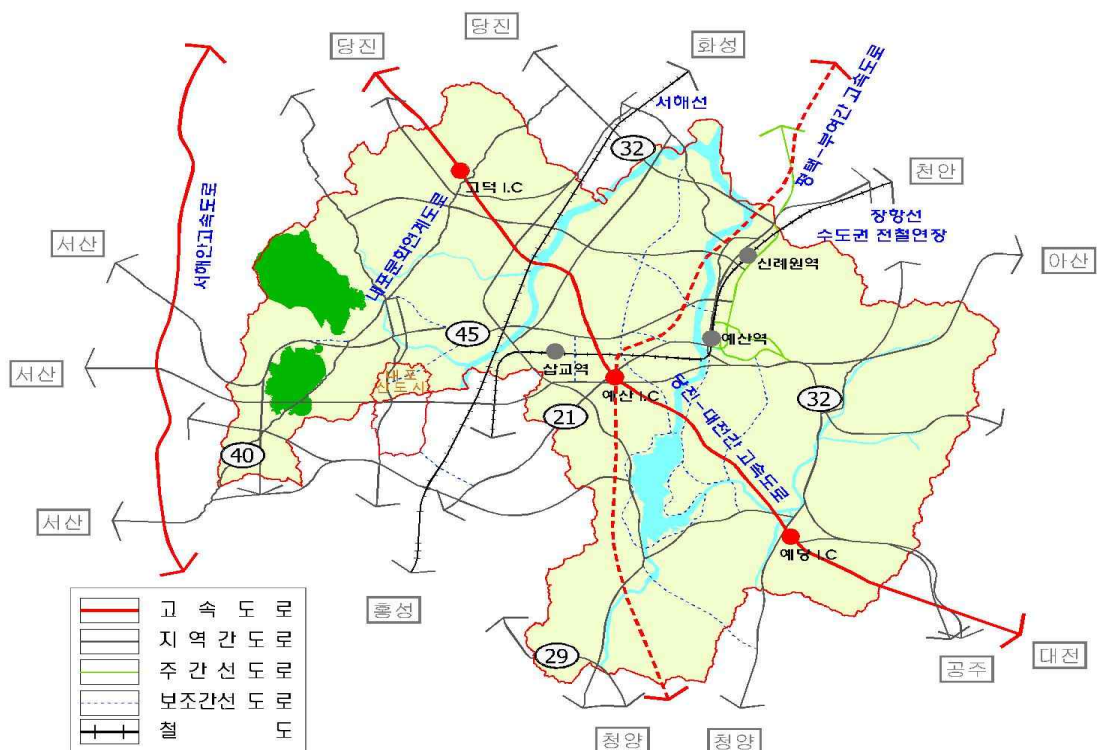 당진
당진
화성
서해선
평택-부여간 고속도로
32
고덕 I.C
천안
장항선
수도권 전철연장
서산
서해안고속도로
내포문화연계도로
신례원역
아산
45
예산역
서산
삽교역
내포
신도시
예산 I.C
당진-대전간 고속도로
32
21
40
서산
예당 I.C
고속도로
홍성
지역간도로
주간선도로
29
대전
공주
보조간선도로
철도
청양
청양